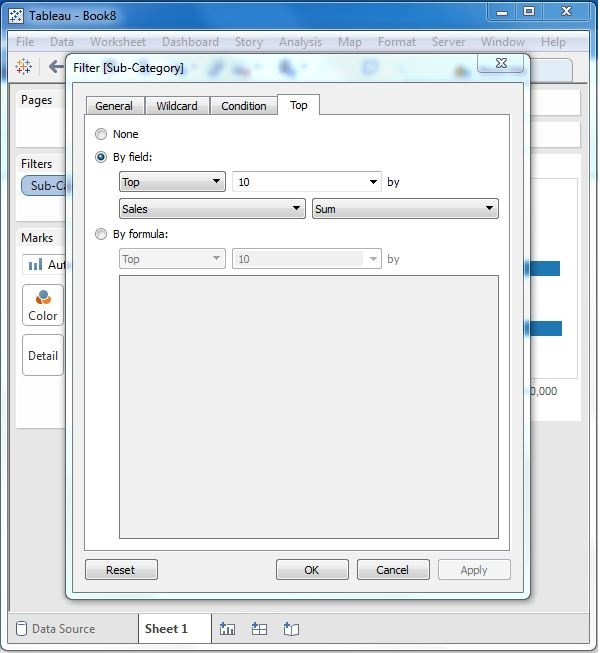 Tableau - Book8
File Data Worksheet Dashboard Story Analysis Map Format Server Window Help
Filter [Sub-Category]
Pages
General Wildcard Condition Top
None
Filters
By field:
Sub-Ca
Top 10 by
Sales Sum
Marks
By formula:
Aut
Top 10 by
Color
Detail
0,000
Reset OK Cancel Apply
Data Source Sheet 1